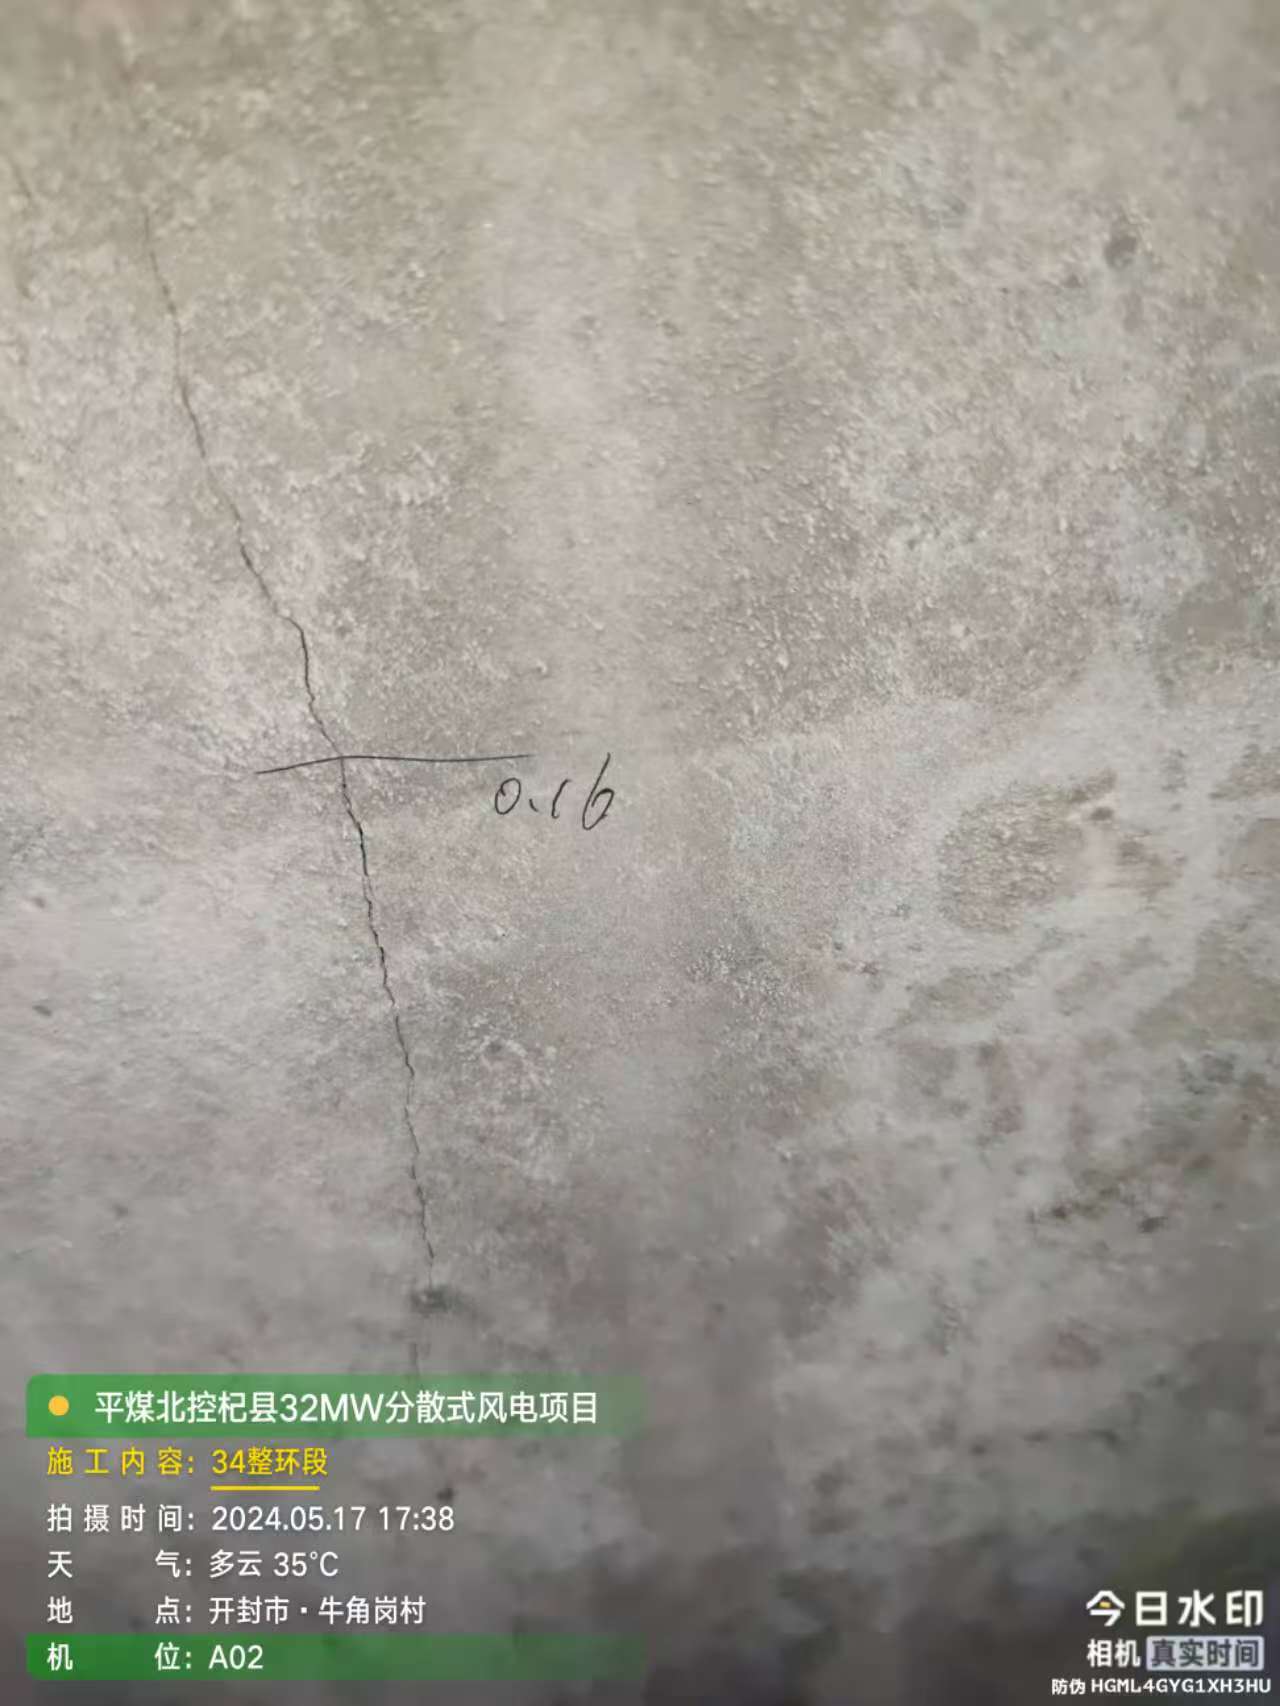 0.16
平煤北控杞县32MW分散式风电项目
施工内容：34整环段
拍摄时间：2024.05.17 17:38
天气：多云 35℃
地点：开封市·牛角岗村
机位：A02
今日水印
相机 真实时间
防伪 HGML4GYG1XH3HU